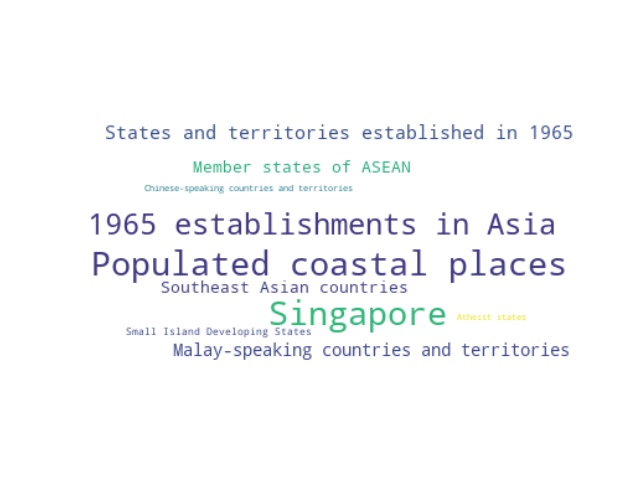 States and territories established in 1965
Member states of ASEAN
Chinese-speaking countries and territories
1965 establishments in Asia
Populated coastal places
Southeast Asian countries
Singapore
Atheist states
Small Island Developing States
Malay-speaking countries and territories